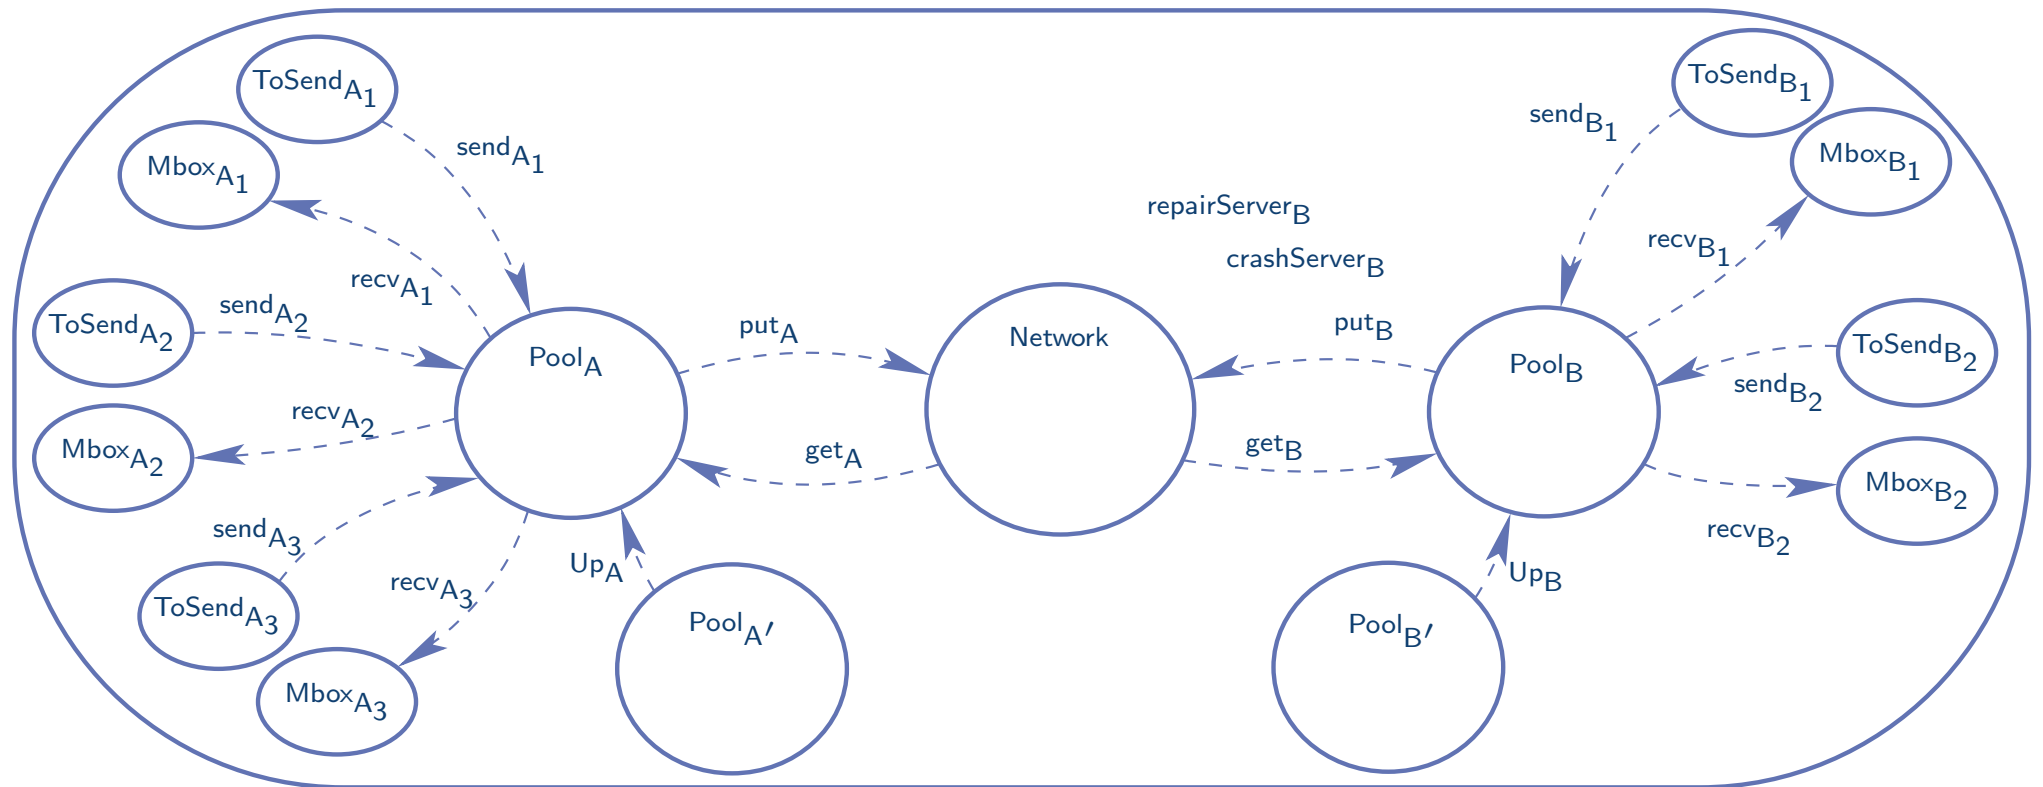 ToSendA1
ToSendB1
sendB1
sendA1
MboxB1
MboxA1
repairServerB
recvB1
crashServerB
recvA1
sendA2
ToSendA2
putA
Network
putB
ToSendB2
PoolA
PoolB
sendB2
recvA2
MboxA2
getA
getB
MboxB2
sendA3
recvB2
UpA
UpB
recvA3
ToSendA3
PoolA′
PoolB′
MboxA3